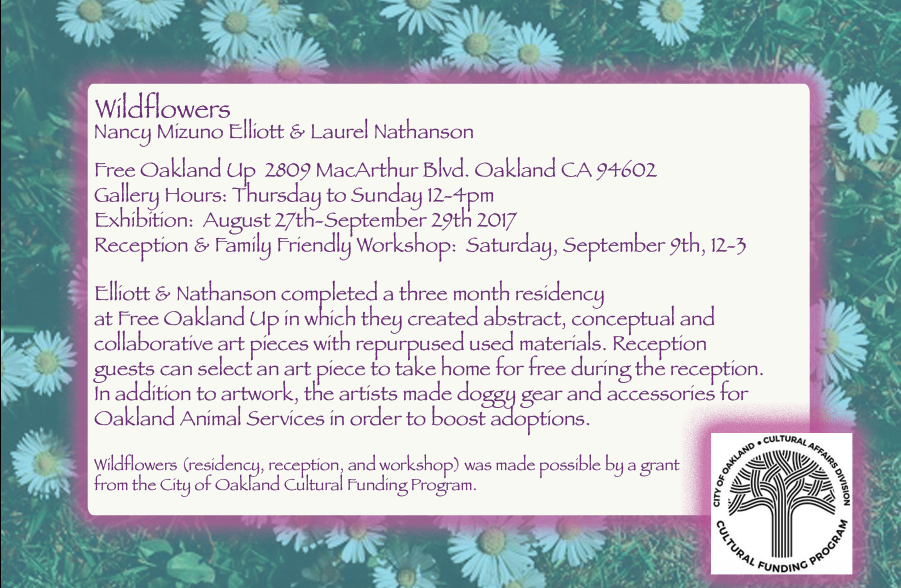 Wildflowers
Nancy Mizuno Elliott & Laurel Nathanson
Free Oakland Up 2809 MacArthur Blvd. Oakland CA 94602
Gallery Hours: Thursday to Sunday 12-4pm
Exhibition: August 27th-September 29th 2017
Reception & Family Friendly Workshop: Saturday, September 9th, 12-3
Elliott & Nathanson completed a three month residency
at Free Oakland Up in which they created abstract, conceptual and
collaborative art pieces with repurpused used materials. Reception
guests can select an art piece to take home for free during the reception.
In addition to artwork, the artists made doggy gear and accessories for
Oakland Animal Services in order to boost adoptions.
Wildflowers (residency, reception, and workshop) was made possible by a grant
from the City of Oakland Cultural Funding Program.
CITY OF OAKLAND • CULTURAL AFFAIRS DIVISION
CULTURAL FUNDING PROGRAM